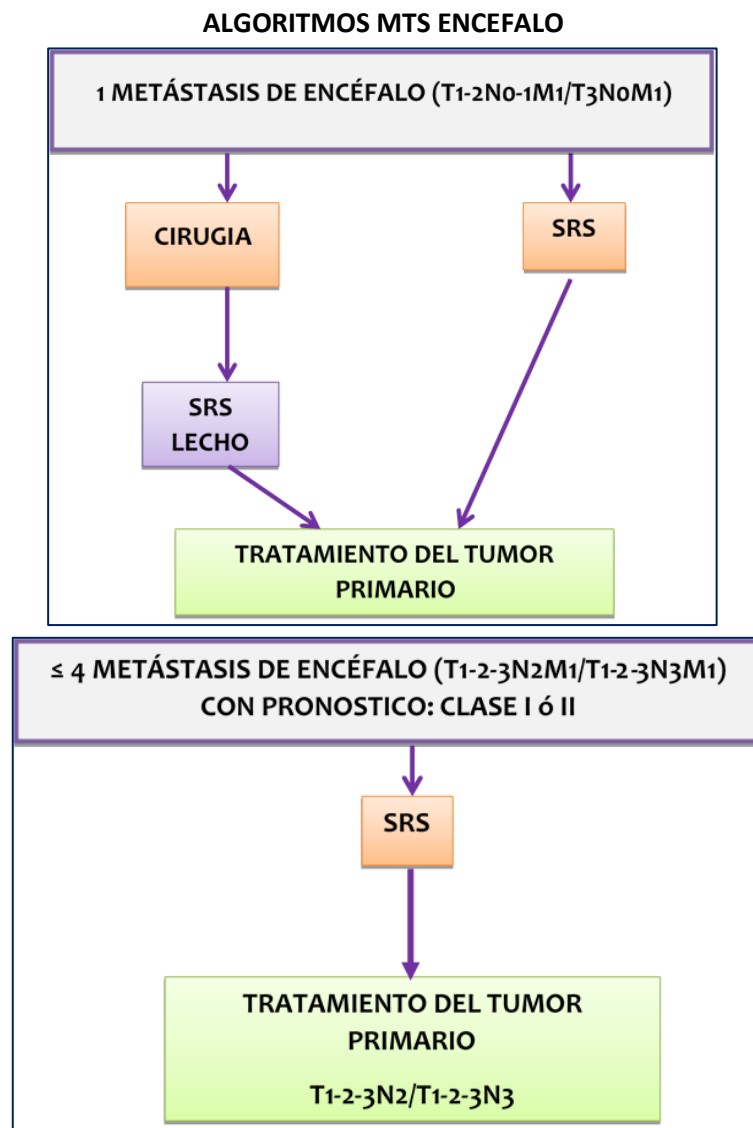 ALGORITMOS MTS ENCEFALO
1 METÁSTASIS DE ENCÉFALO (T1-2N0-1M1/T3N0M1)
CIRUGIA
SRS
SRS
LECHO
TRATAMIENTO DEL TUMOR
PRIMARIO
≤ 4 METÁSTASIS DE ENCÉFALO (T1-2-3N2M1/T1-2-3N3M1)
CON PRONOSTICO: CLASE I ó II
SRS
TRATAMIENTO DEL TUMOR
PRIMARIO
T1-2-3N2/T1-2-3N3